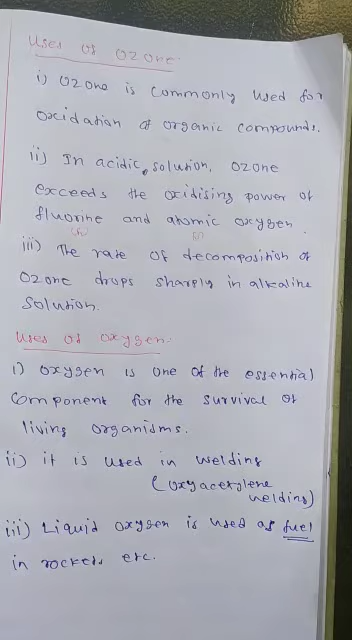 Uses of ozone.
i) Ozone is commonly used for
oxidation of organic compounds.
ii) In acidic solution, ozone
exceeds the oxidising power of
fluorine and atomic oxygen.
iii) The rate of decomposition of
ozone drops sharply in alkaline
solution.
Uses of oxygen.
i) oxygen is one of the essential
component for the survival of
living organisms.
ii) it is used in welding
(oxyacetylene
welding)
iii) Liquid oxygen is used as fuel
in rockets etc.